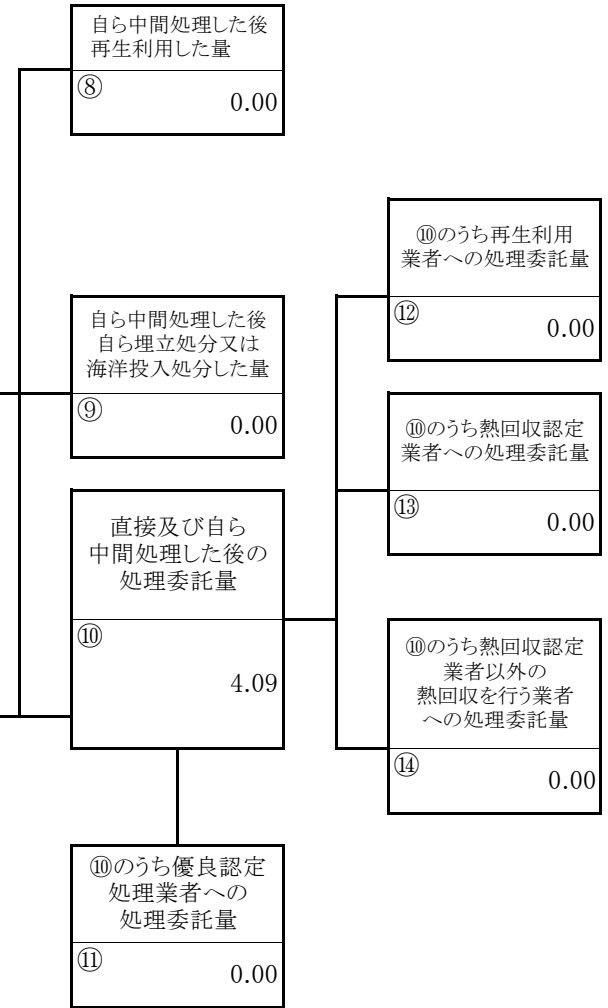 自ら中間処理した後
再生利用した量
⑧
0.00
自ら中間処理した後
自ら埋立処分又は
海洋投入処分した量
⑨
0.00
直接及び自ら
中間処理した後の
処理委託量
⑩
4.09
⑩のうち優良認定
処理業者への
処理委託量
⑪
0.00
⑩のうち再生利用
業者への処理委託量
⑫
0.00
⑩のうち熱回収認定
業者への処理委託量
⑬
0.00
⑩のうち熱回収認定
業者以外の
熱回収を行う業者
への処理委託量
⑭
0.00